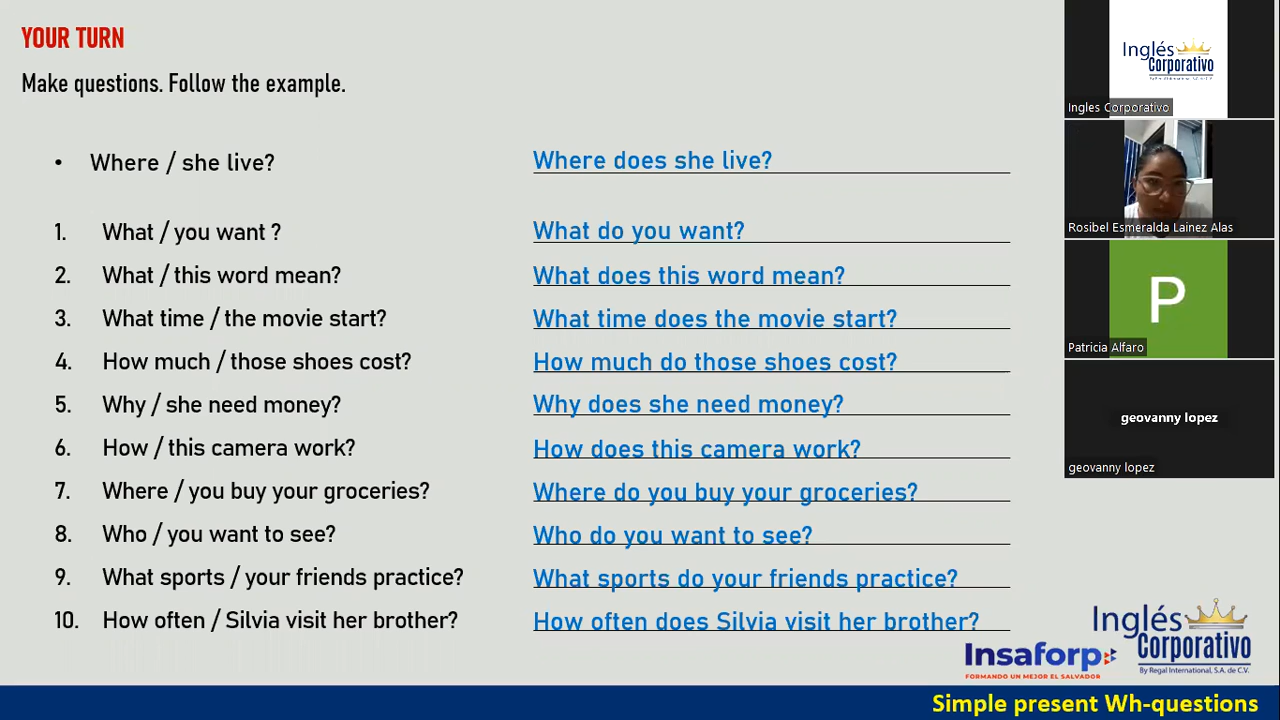 YOUR TURN
Make questions. Follow the example.
• Where / she live? Where does she live?
1. What / you want ? What do you want?
2. What / this word mean? What does this word mean?
3. What time / the movie start? What time does the movie start?
4. How much / those shoes cost? How much do those shoes cost?
5. Why / she need money? Why does she need money?
6. How / this camera work? How does this camera work?
7. Where / you buy your groceries? Where do you buy your groceries?
8. Who / you want to see? Who do you want to see?
9. What sports / your friends practice? What sports do your friends practice?
10. How often / Silvia visit her brother? How often does Silvia visit her brother?
Insaforp
FORMANDO UN MEJOR EL SALVADOR
Inglés
Corporativo
By Regal International, S.A. de C.V.
Simple present Wh-questions
Inglés
Corporativo
Ingles Corporativo
Rosibel Esmeralda Lainez Alas
P
Patricia Alfaro
geovanny lopez
geovanny lopez